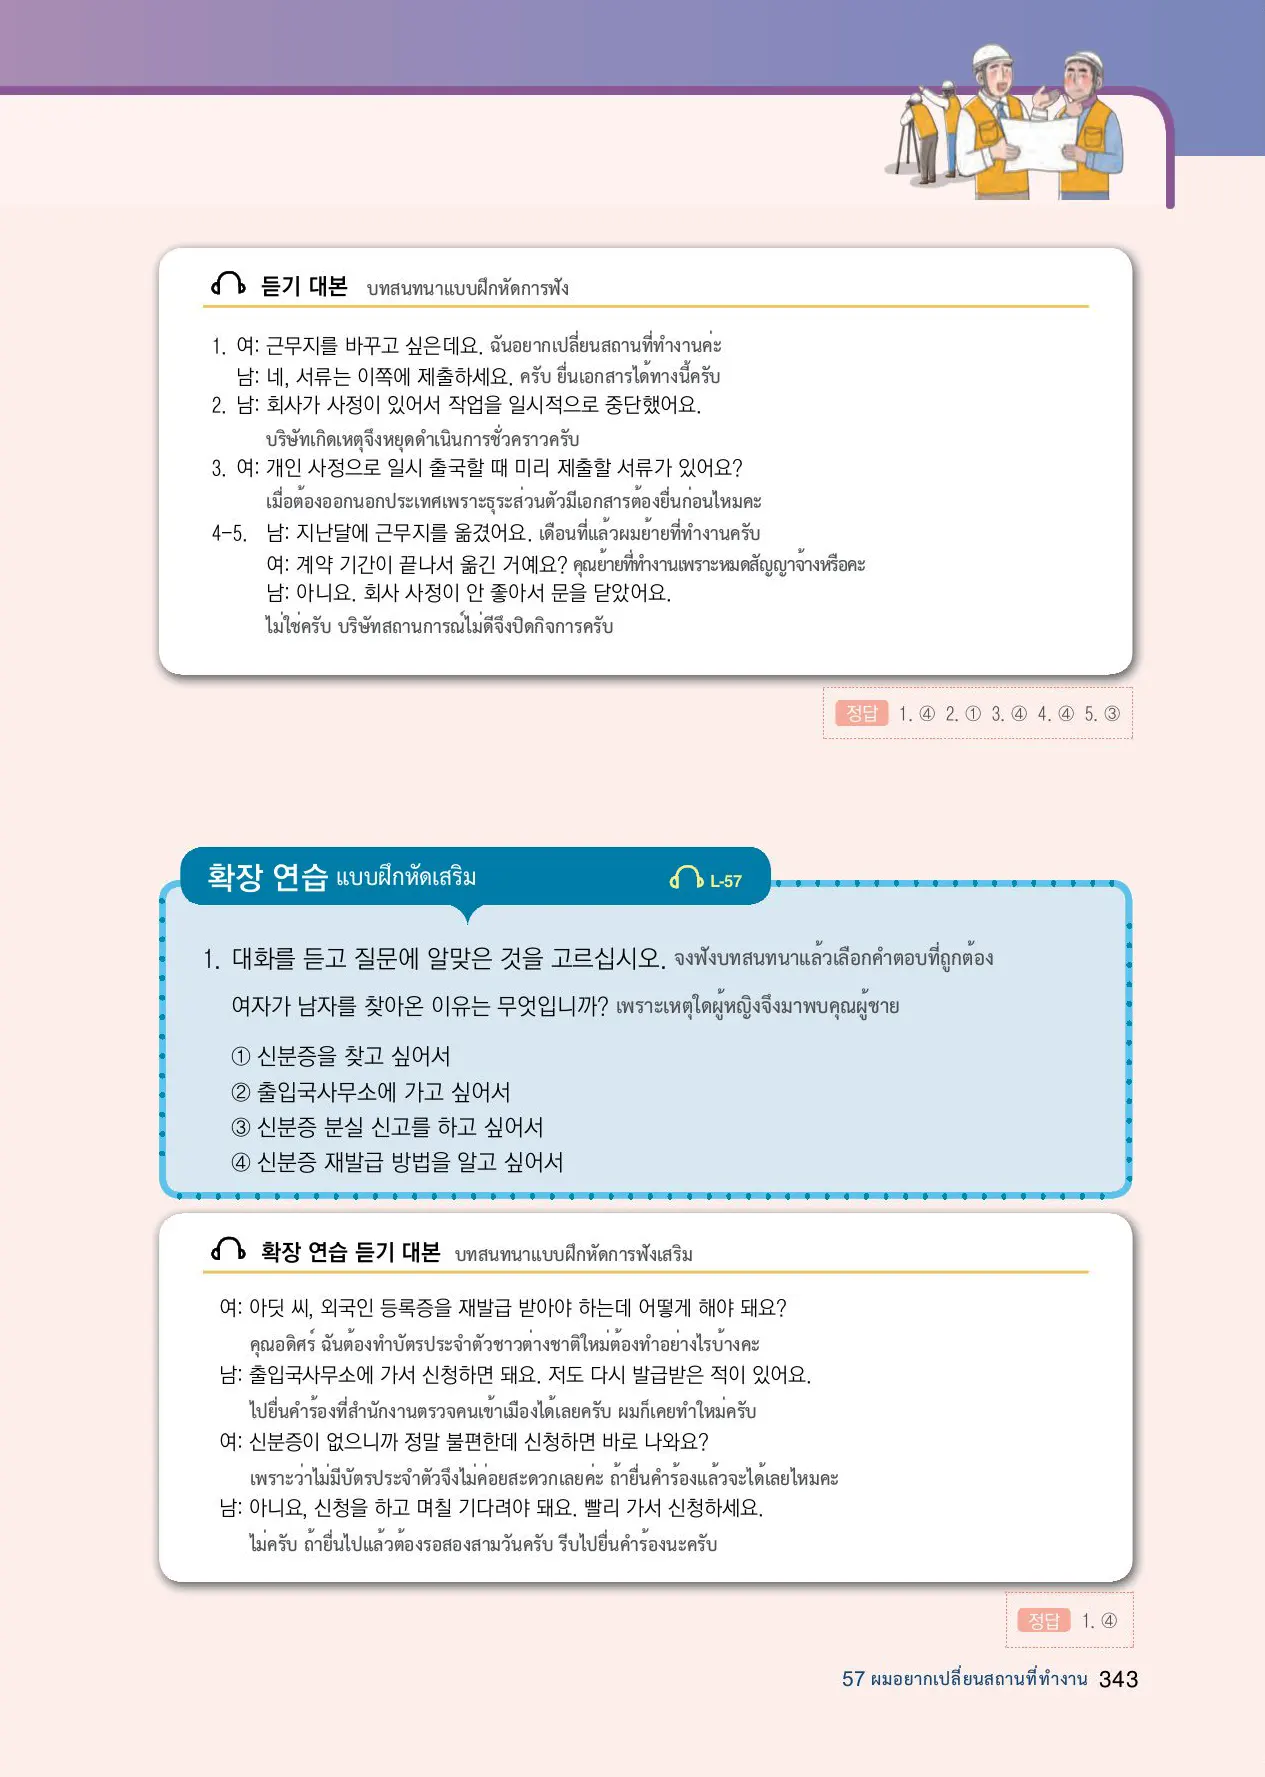 듣기 대본 บทสนทนาแบบฝึกหัดการฟัง
1. 여: 근무지를 바꾸고 싶은데요. ฉันอยากเปลี่ยนสถานที่ทำงานค่ะ
남: 네, 서류는 이쪽에 제출하세요. ครับ ยื่นเอกสารได้ทางนี้ครับ
2. 남: 회사가 사정이 있어서 작업을 일시적으로 중단했어요.
บริษัทเกิดเหตุจึงหยุดดำเนินการชั่วคราวครับ
3. 여: 개인 사정으로 일시 출국할 때 미리 제출할 서류가 있어요?
เมื่อต้องออกนอกประเทศเพราะธุระส่วนตัวมีเอกสารต้องยื่นก่อนไหมคะ
4-5. 남: 지난달에 근무지를 옮겼어요. เดือนที่แล้วผมย้ายที่ทำงานครับ
여: 계약 기간이 끝나서 옮긴 거예요? คุณย้ายที่ทำงานเพราะหมดสัญญาจ้างหรือคะ
남: 아니요. 회사 사정이 안 좋아서 문을 닫았어요.
ไม่ใช่ครับ บริษัทสถานการณ์ไม่ดีจึงปิดกิจการครับ
정답 1. ④ 2. ① 3. ④ 4. ④ 5. ③
확장 연습 แบบฝึกหัดเสริม L-57
1. 대화를 듣고 질문에 알맞은 것을 고르십시오. จงฟังบทสนทนาแล้วเลือกคำตอบที่ถูกต้อง
여자가 남자를 찾아온 이유는 무엇입니까? เพราะเหตุใดผู้หญิงจึงมาพบคุณผู้ชาย
① 신분증을 찾고 싶어서
② 출입국사무소에 가고 싶어서
③ 신분증 분실 신고를 하고 싶어서
④ 신분증 재발급 방법을 알고 싶어서
확장 연습 듣기 대본 บทสนทนาแบบฝึกหัดการฟังเสริม
여: 아딧 씨, 외국인 등록증을 재발급 받아야 하는데 어떻게 해야 돼요?
คุณอดิศร์ ฉันต้องทำบัตรประจำตัวชาวต่างชาติใหม่ต้องทำอย่างไรบ้างคะ
남: 출입국사무소에 가서 신청하면 돼요. 저도 다시 발급받은 적이 있어요.
ไปยื่นคำร้องที่สำนักงานตรวจคนเข้าเมืองได้เลยครับ ผมก็เคยทำใหม่ครับ
여: 신분증이 없으니까 정말 불편한데 신청하면 바로 나와요?
เพราะว่าไม่มีบัตรประจำตัวจึงไม่ค่อยสะดวกเลยค่ะ ถ้ายื่นคำร้องแล้วจะได้เลยไหมคะ
남: 아니요, 신청을 하고 며칠 기다려야 돼요. 빨리 가서 신청하세요.
ไม่ครับ ถ้ายื่นไปแล้วต้องรอสองสามวันครับ รีบไปยื่นคำร้องนะครับ
정답 1. ④
57 ผมอยากเปลี่ยนสถานที่ทำงาน 343